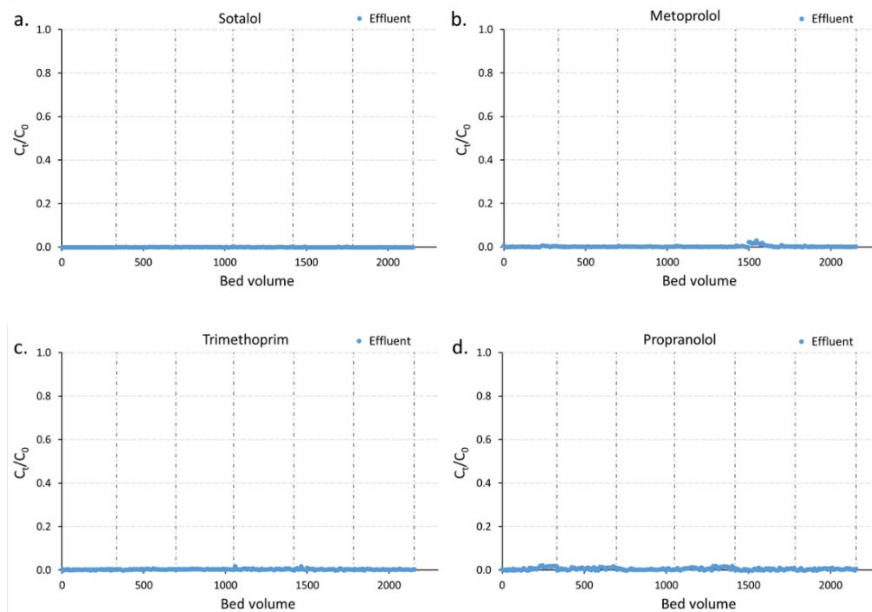 a.
Sotalol
Effluent
1.0
0.8
0.6
0.4
0.2
0.0
Cₜ/C₀
0 500 1000 1500 2000
Bed volume
b.
Metoprolol
Effluent
1.0
0.8
0.6
0.4
0.2
0.0
Cₜ/C₀
0 500 1000 1500 2000
Bed volume
c.
Trimethoprim
Effluent
1.0
0.8
0.6
0.4
0.2
0.0
Cₜ/C₀
0 500 1000 1500 2000
Bed volume
d.
Propranolol
Effluent
1.0
0.8
0.6
0.4
0.2
0.0
Cₜ/C₀
0 500 1000 1500 2000
Bed volume